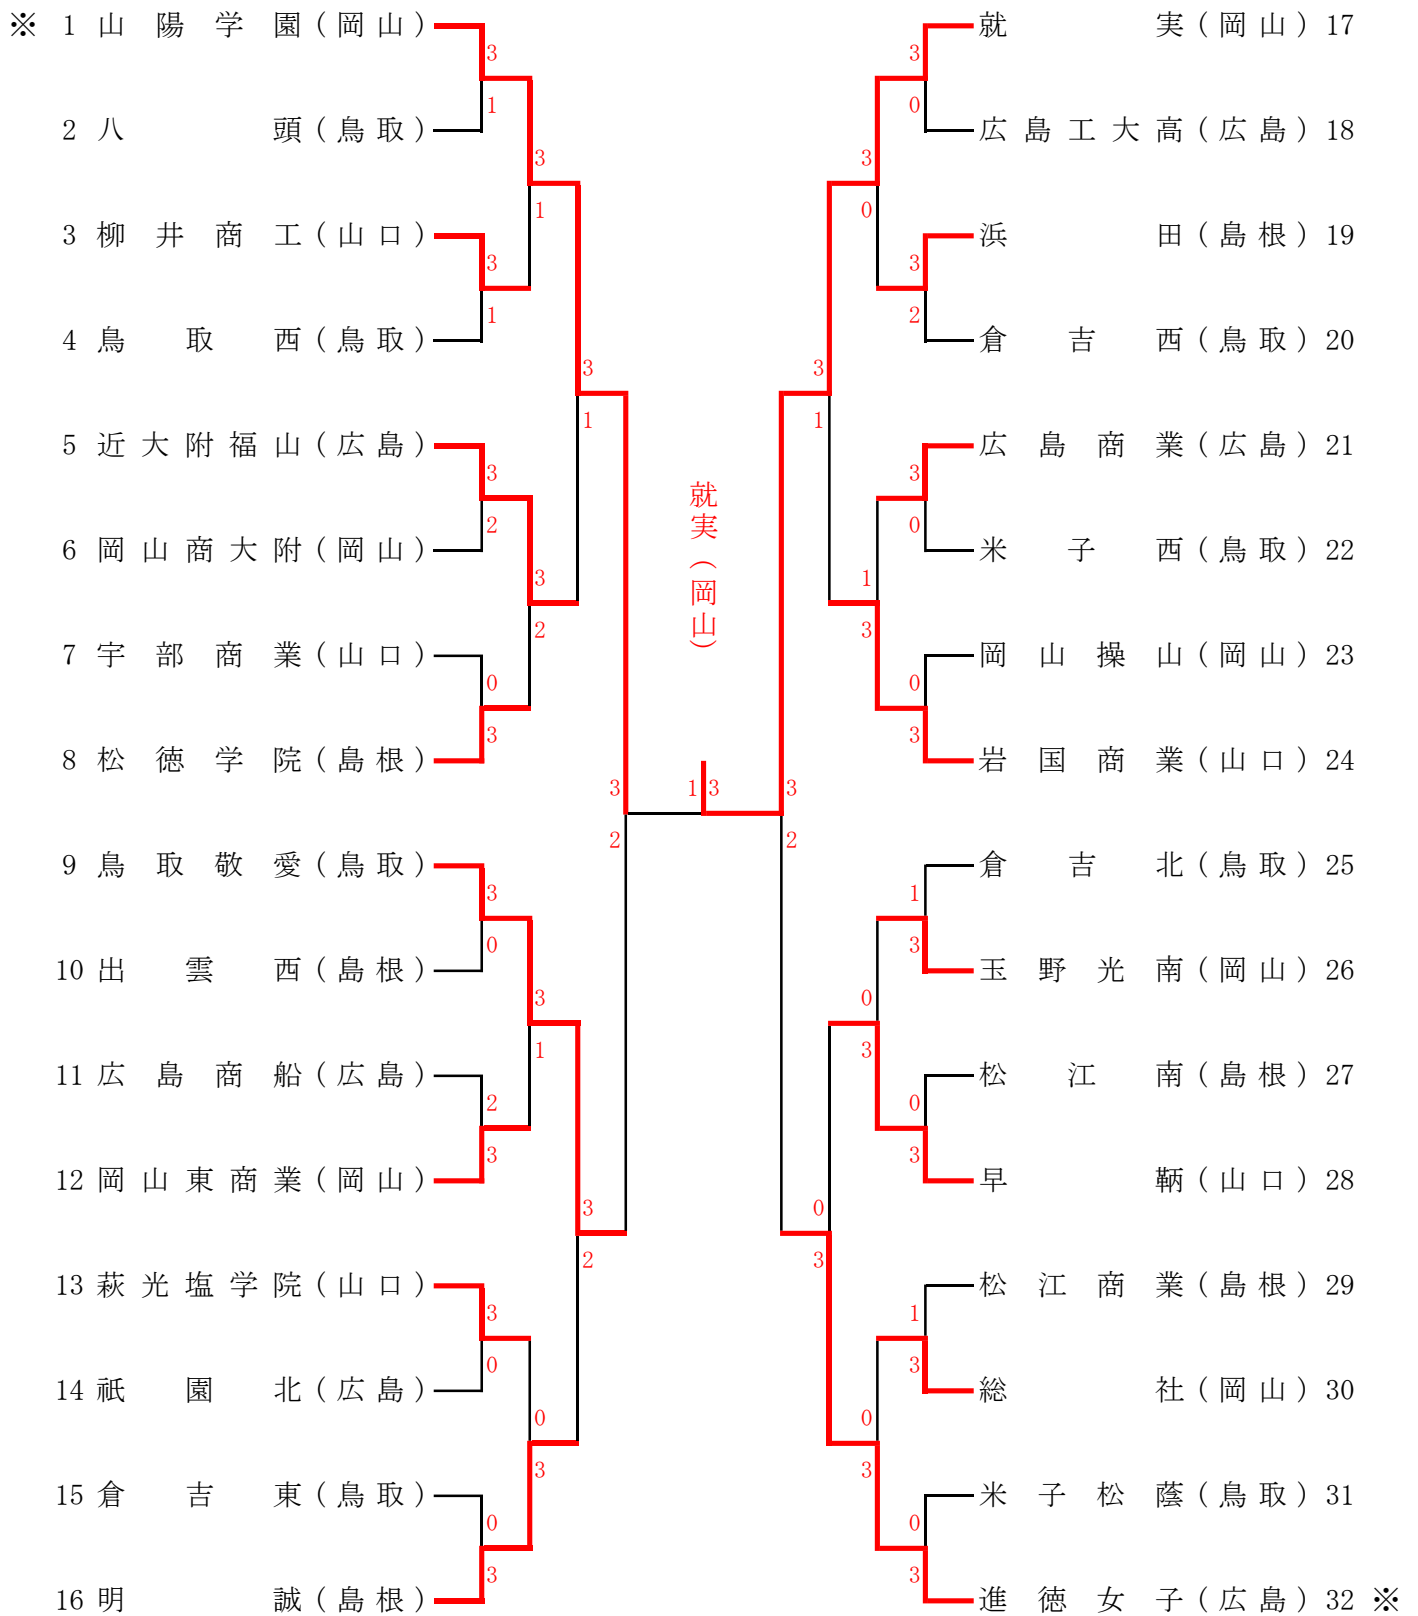 ※ 1 山陽学園(岡山)
2 八頭(鳥取)
3 柳井商工(山口)
4 鳥取西(鳥取)
5 近大附福山(広島)
6 岡山商大附(岡山)
7 宇部商業(山口)
8 松徳学院(島根)
9 鳥取敬愛(鳥取)
10 出雲西(島根)
11 広島商船(広島)
12 岡山東商業(岡山)
13 萩光塩学院(山口)
14 祇園北(広島)
15 倉吉東(鳥取)
16 明誠(島根)
3
1
3
1
3
2
0
3
3
0
2
3
3
0
0
3
3
1
3
2
3
1
0
3
3
1
3
2
3
2
1 3
就実(岡山)
3
2
3
1
0
3
3
0
1
3
0
3
0
3
3
0
3
2
3
0
0
3
1
3
0
3
1
3
0
3
就実(岡山) 17
広島工大高(広島) 18
浜田(島根) 19
倉吉西(鳥取) 20
広島商業(広島) 21
米子西(鳥取) 22
岡山操山(岡山) 23
岩国商業(山口) 24
倉吉北(鳥取) 25
玉野光南(岡山) 26
松江南(島根) 27
早鞆(山口) 28
松江商業(島根) 29
総社(岡山) 30
米子松蔭(鳥取) 31
進徳女子(広島) 32 ※